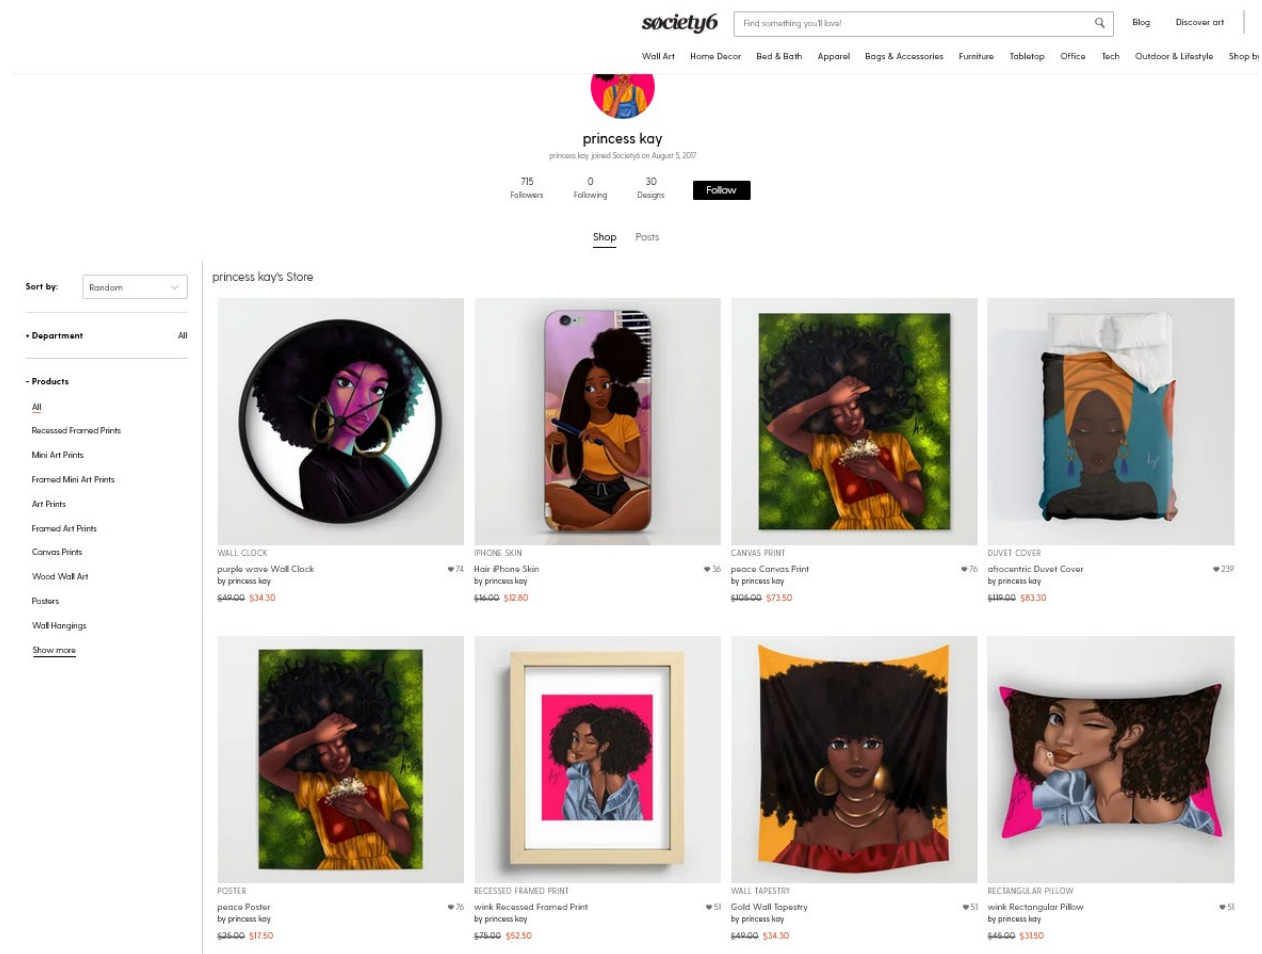 society6
Find something you'll love!
Blog
Discover art
Wall Art
Home Decor
Bed & Bath
Apparel
Bags & Accessories
Furniture
Tabletop
Office
Tech
Outdoor & Lifestyle
Shop by
princess kay
princess kay joined Society6 on August 5, 2017
715
Followers
0
Following
30
Designs
Follow
Shop
Posts
Sort by:
Random
+ Department
All
- Products
All
Recessed Framed Prints
Mini Art Prints
Framed Mini Art Prints
Art Prints
Framed Art Prints
Canvas Prints
Wood Wall Art
Posters
Wall Hangings
Show more
princess kay's Store
WALL CLOCK
purple wave Wall Clock
74
by princess kay
$49.00 $34.30
IPHONE SKIN
Hair iPhone Skin
36
by princess kay
$16.00 $12.80
CANVAS PRINT
peace Canvas Print
76
by princess kay
$105.00 $73.50
DUVET COVER
afrocentric Duvet Cover
239
by princess kay
$119.00 $83.30
POSTER
peace Poster
76
by princess kay
$25.00 $17.50
RECESSED FRAMED PRINT
wink Recessed Framed Print
51
by princess kay
$75.00 $52.50
WALL TAPESTRY
Gold Wall Tapestry
51
by princess kay
$49.00 $34.30
RECTANGULAR PILLOW
wink Rectangular Pillow
51
by princess kay
$45.00 $31.50